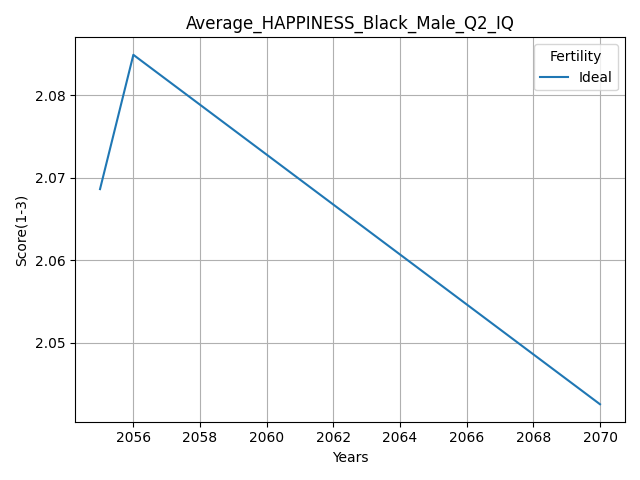 Average_HAPPINESS_Black_Male_Q2_IQ
Fertility
Ideal
2.08
2.07
2.06
2.05
Score(1-3)
2056 2058 2060 2062 2064 2066 2068 2070
Years